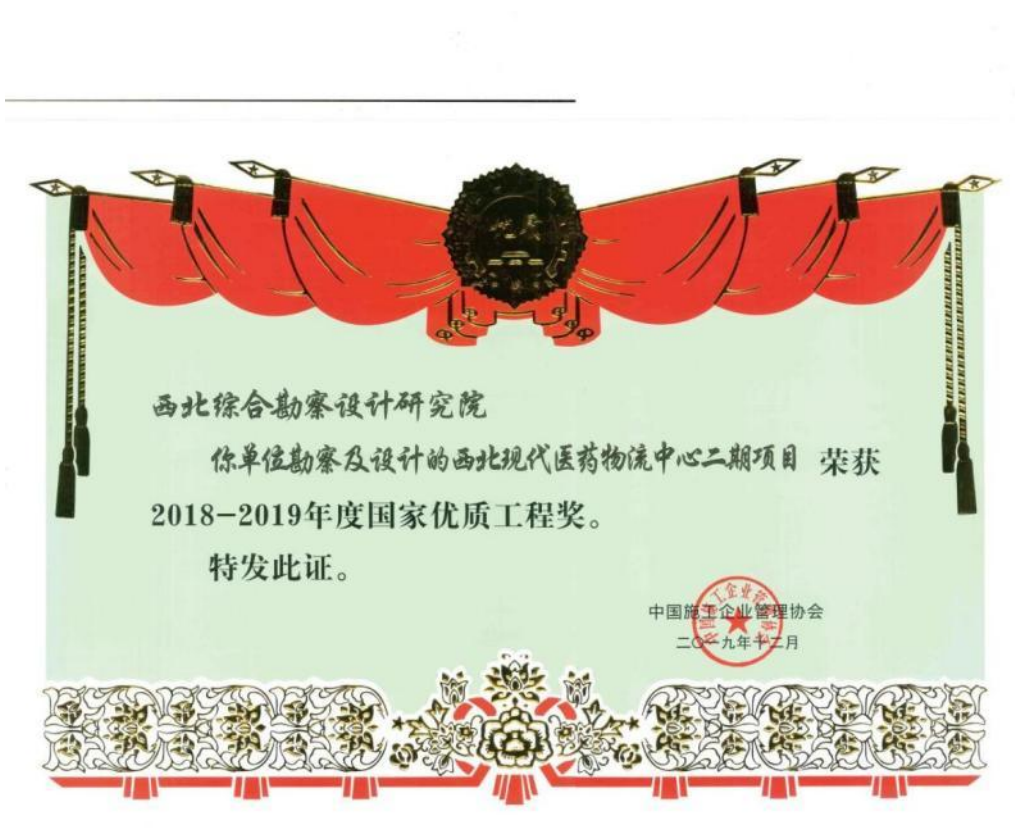 西北综合勘察设计研究院
你单位勘察及设计的西北现代医药物流中心二期项目 荣获
2018-2019年度国家优质工程奖。
特发此证。
中国施工企业管理协会
二〇一九年十二月